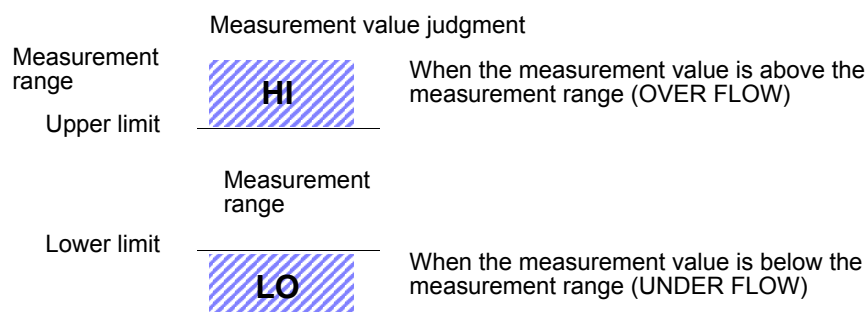 Measurement value judgment
Measurement
range
HI
When the measurement value is above the
measurement range (OVER FLOW)
Upper limit
Measurement
range
Lower limit
LO
When the measurement value is below the
measurement range (UNDER FLOW)